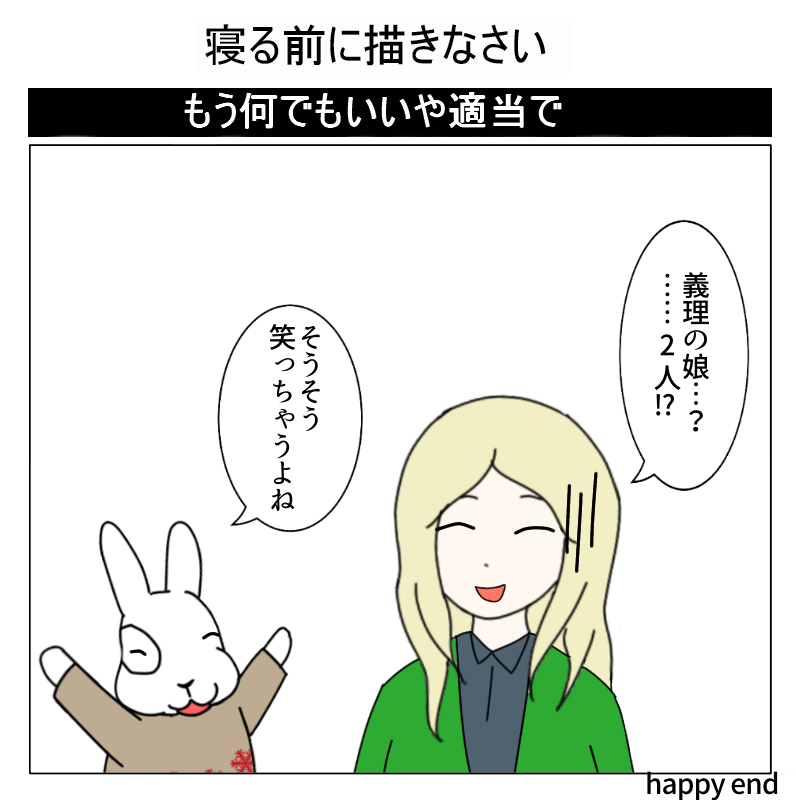 寝る前に描きなさい
もう何でもいいや適当で
義理の娘…？
……２人!?
そうそう
笑っちゃうよね
happy end